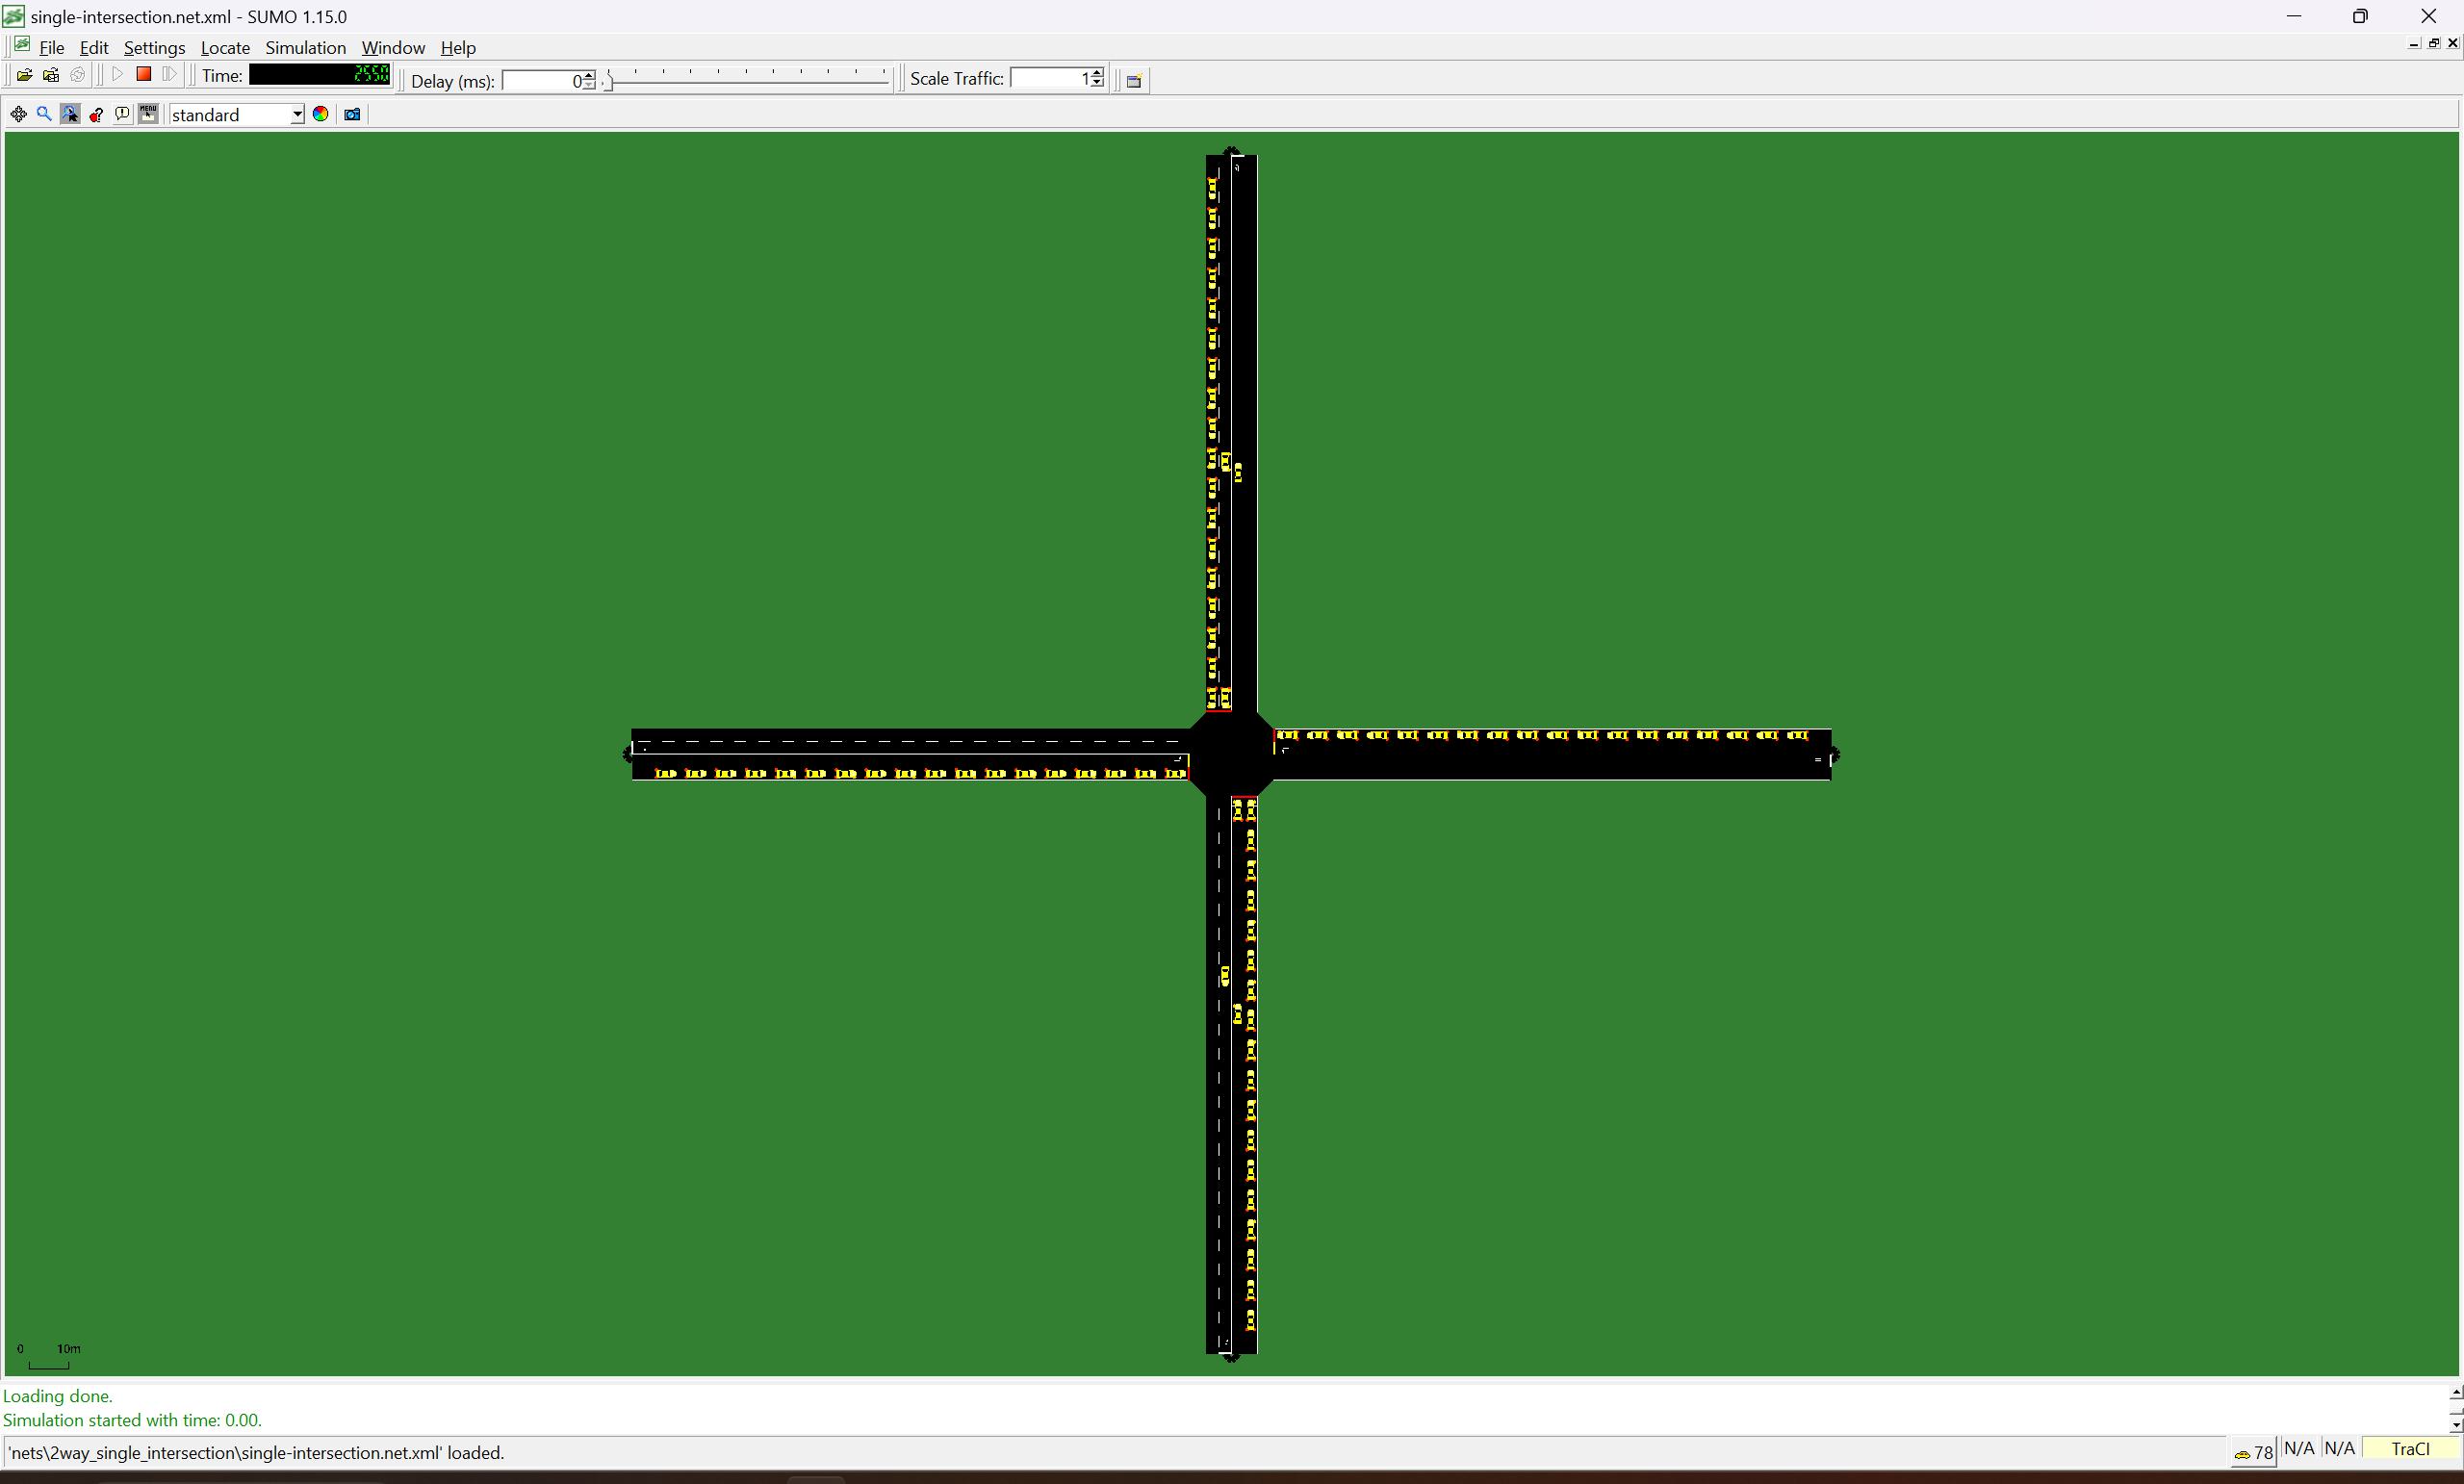 single-intersection.net.xml - SUMO 1.15.0
File Edit Settings Locate Simulation Window Help
Time: 2550 Delay (ms): 0 Scale Traffic: 1
MENU standard
0 10m
Loading done.
Simulation started with time: 0.00.
'nets\2way_single_intersection\single-intersection.net.xml' loaded. 78 N/A N/A TraCI